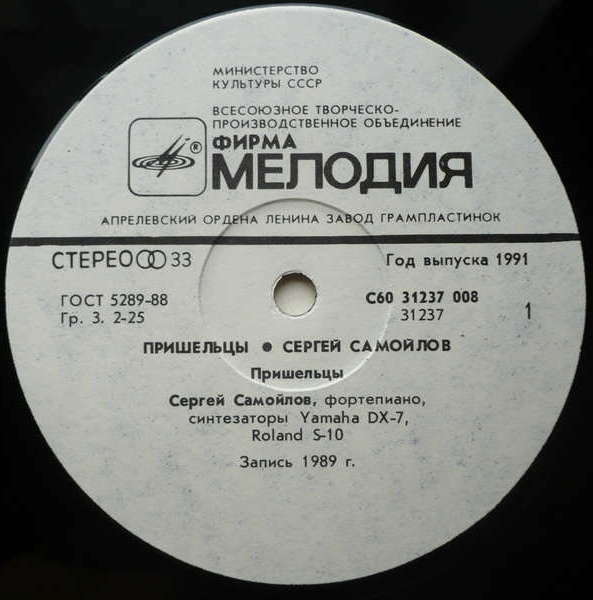 МИНИСТЕРСТВО
КУЛЬТУРЫ СССР
ВСЕСОЮЗНОЕ ТВОРЧЕСКО-
ПРОИЗВОДСТВЕННОЕ ОБЪЕДИНЕНИЕ
ФИРМА
® МЕЛОДИЯ
АПРЕЛЕВСКИЙ ОРДЕНА ЛЕНИНА ЗАВОД ГРАМПЛАСТИНОК
СТЕРЕО 33 Год выпуска 1991
ГОСТ 5289-88 С60 31237 008
Гр. 3. 2-25 31237 1
ПРИШЕЛЬЦЫ ● СЕРГЕЙ САМОЙЛОВ
Пришельцы
Сергей Самойлов, фортепиано,
синтезаторы Yamaha DX-7,
Roland S-10
Запись 1989 г.